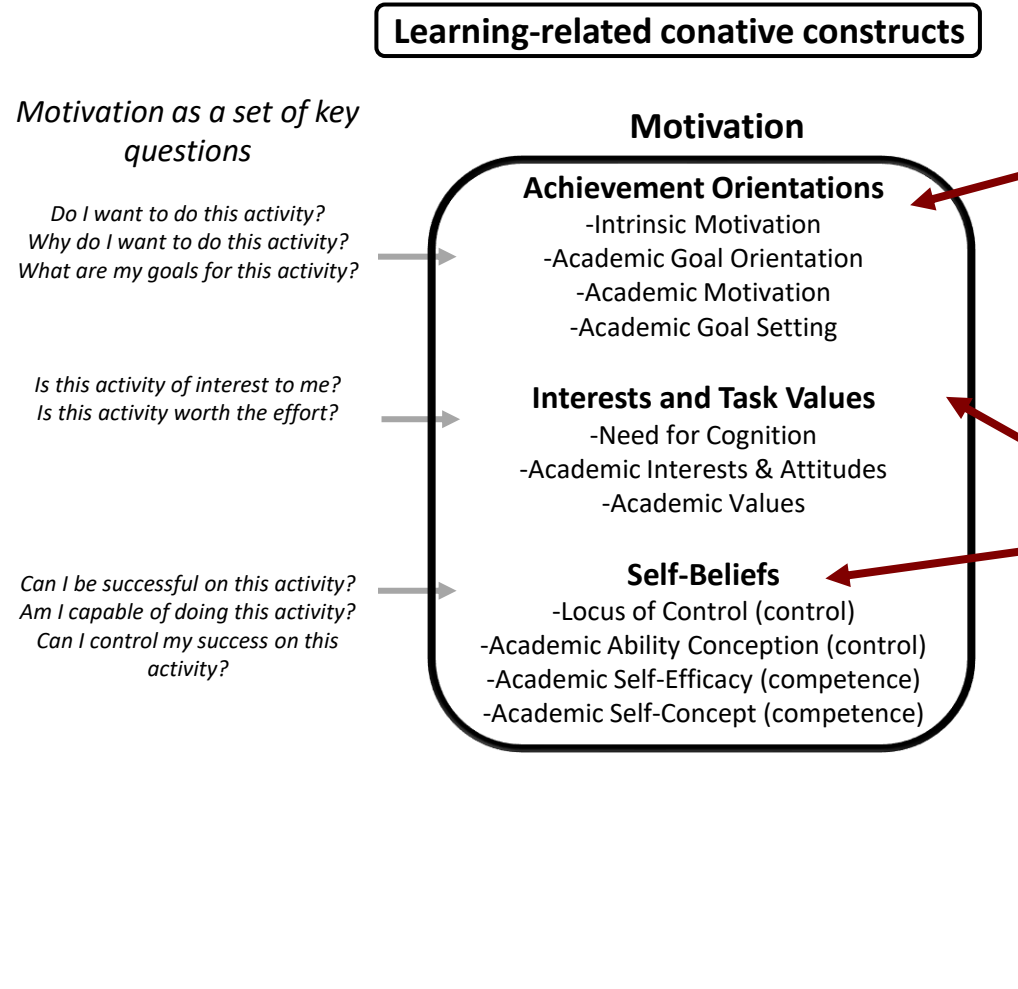 Learning-related conative constructs
Motivation as a set of key
questions
Do I want to do this activity?
Why do I want to do this activity?
What are my goals for this activity?
Is this activity of interest to me?
Is this activity worth the effort?
Can I be successful on this activity?
Am I capable of doing this activity?
Can I control my success on this
activity?
Motivation
Achievement Orientations
-Intrinsic Motivation
-Academic Goal Orientation
-Academic Motivation
-Academic Goal Setting
Interests and Task Values
-Need for Cognition
-Academic Interests & Attitudes
-Academic Values
Self-Beliefs
-Locus of Control (control)
-Academic Ability Conception (control)
-Academic Self-Efficacy (competence)
-Academic Self-Concept (competence)